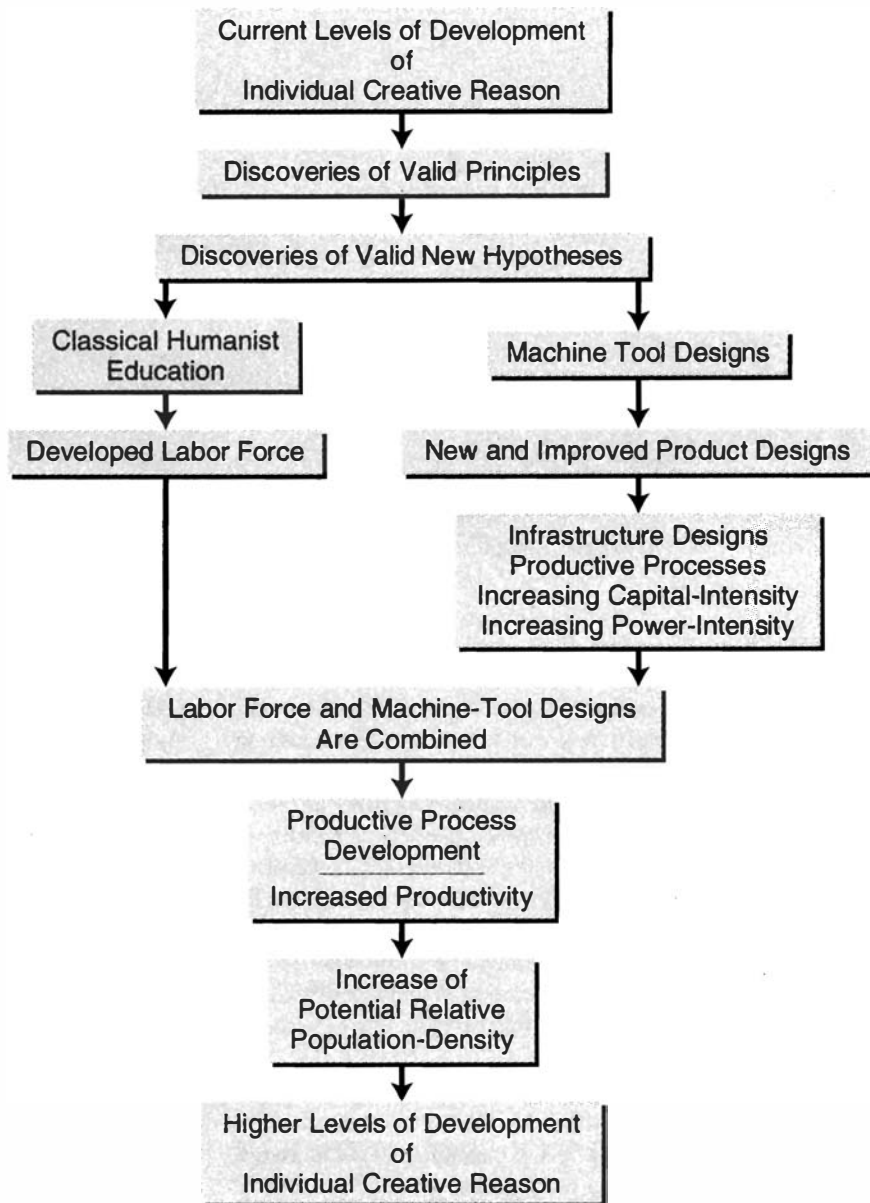 Current Levels of Development
of
Individual Creative Reason
Discoveries of Valid Principles
Discoveries of Valid New Hypotheses
Classical Humanist
Education
Machine Tool Designs
Developed Labor Force
New and Improved Product Designs
Infrastructure Designs
Productive Processes
Increasing Capital-Intensity
Increasing Power-Intensity
Labor Force and Machine-Tool Designs
Are Combined
Productive Process
Development
Increased Productivity
Increase of
Potential Relative
Population-Density
Higher Levels of Development
of
Individual Creative Reason